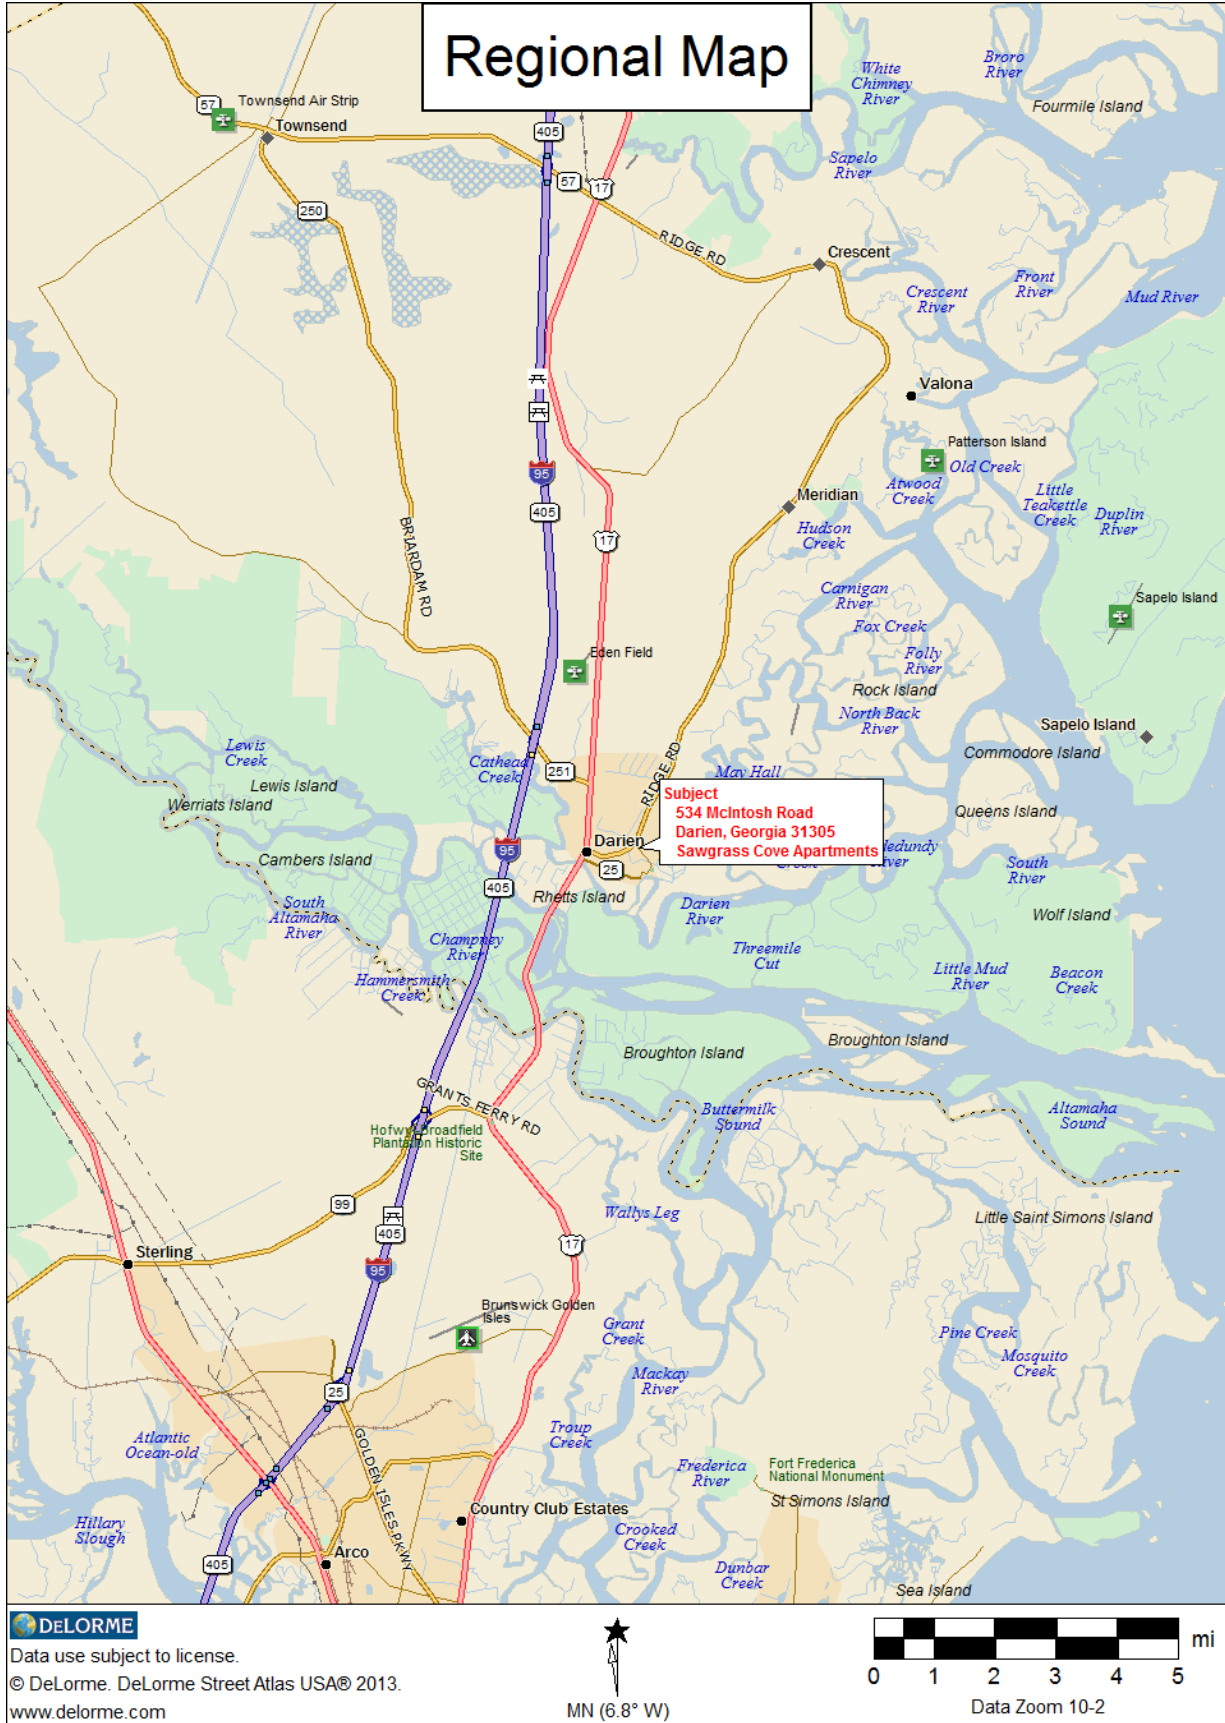 Regional Map
White
Chimney
River
Broro
River
Fourmile Island
57
Townsend Air Strip
Townsend
405
Sapelo
River
57
17
250
RIDGE RD
Crescent
Crescent
River
Front
River
Mud River
Valona
Patterson Island
Old Creek
95
Atwood
Creek
405
Meridian
Little
Teakettle
Creek
Duplin
River
Hudson
Creek
17
BRIARDAM RD
Carnigan
River
Sapelo Island
Fox Creek
Eden Field
Folly
River
Rock Island
North Back
River
Sapelo Island
Lewis
Creek
Cathead
Creek
Commodore Island
251
RIDGE RD
May Hall
Lewis Island
Werriats Island
Subject
534 McIntosh Road
Darien, Georgia 31305
Sawgrass Cove Apartments
Queens Island
Darien
95
Cambers Island
25
South
River
405
Rhetts Island
South
Altamaha
River
Darien
River
Wolf Island
Champney
River
Threemile
Cut
Little Mud
River
Beacon
Creek
Hammersmith
Creek
Broughton Island
Broughton Island
GRANTS FERRY RD
Buttermilk
Sound
Altamaha
Sound
Hofwyl Broadfield
Plantation Historic
Site
99
Wallys Leg
Little Saint Simons Island
405
Sterling
17
95
Brunswick Golden
Isles
Grant
Creek
Pine Creek
Mosquito
Creek
Mackay
River
25
Atlantic
Ocean-old
GOLDEN ISLES PKWY
Troup
Creek
Frederica
River
Fort Frederica
National Monument
St Simons Island
Country Club Estates
Hillary
Slough
Crooked
Creek
Arco
405
Dunbar
Creek
Sea Island
DELORME
Data use subject to license.
© DeLorme. DeLorme Street Atlas USA® 2013.
www.delorme.com
MN (6.8° W)
mi
0 1 2 3 4 5
Data Zoom 10-2